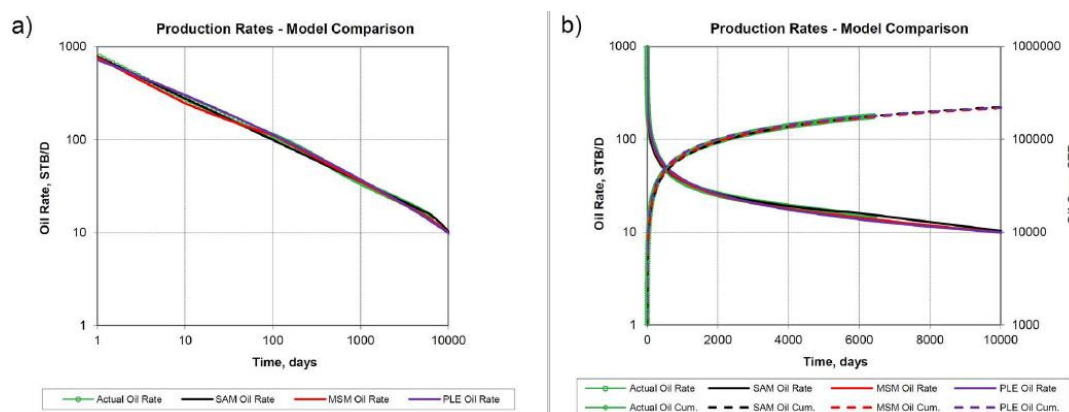 a)
Production Rates - Model Comparison
1000
100
10
1
Oil Rate, STB/D
1 10 100 1000 10000
Time, days
Actual Oil Rate SAM Oil Rate MSM Oil Rate PLE Oil Rate
b)
Production Rates - Model Comparison
1000 1000000
100 100000
10 10000
1 1000
Oil Rate, STB/D
0 2000 4000 6000 8000 10000
Time, days
Actual Oil Rate SAM Oil Rate MSM Oil Rate PLE Oil Rate
Actual Oil Cum. SAM Oil Cum. MSM Oil Cum. PLE Oil Cum.